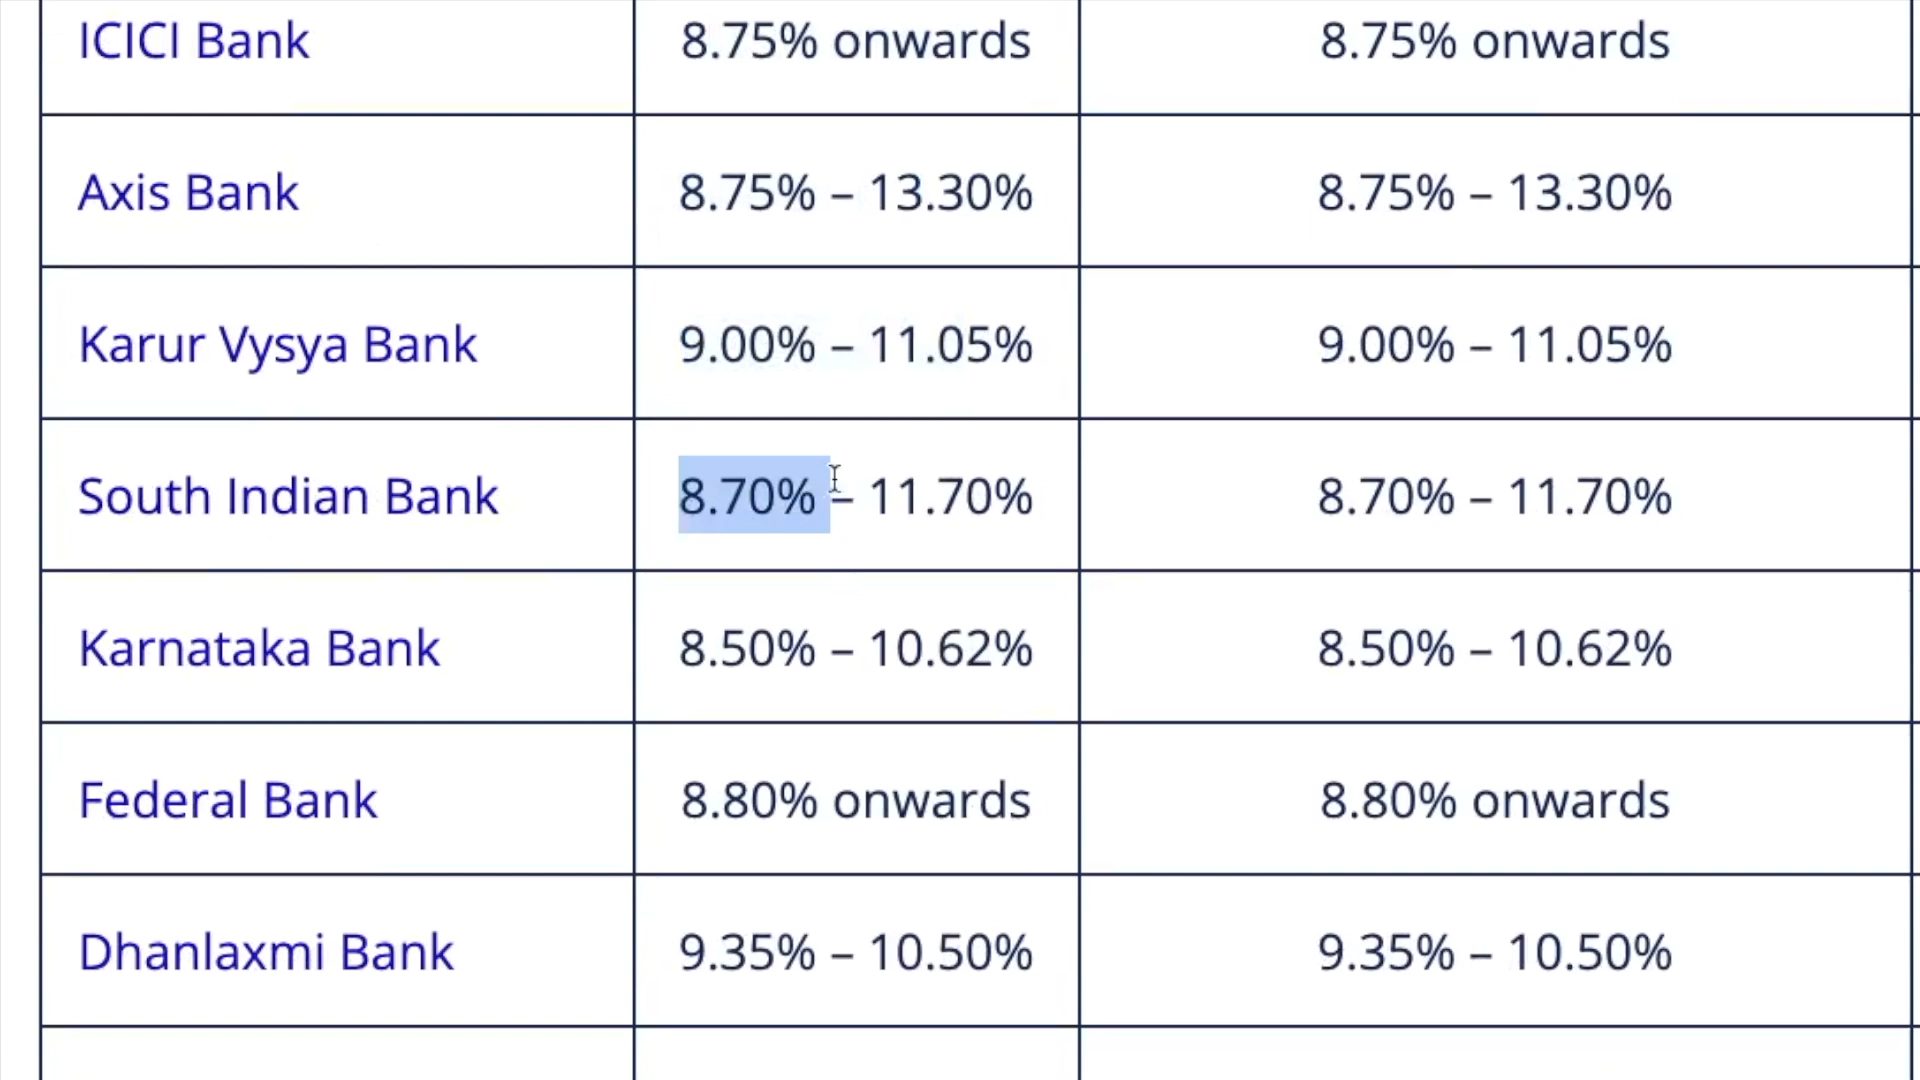 ICICI Bank 8.75% onwards 8.75% onwards
Axis Bank 8.75% – 13.30% 8.75% – 13.30%
Karur Vysya Bank 9.00% – 11.05% 9.00% – 11.05%
South Indian Bank 8.70% – 11.70% 8.70% – 11.70%
Karnataka Bank 8.50% – 10.62% 8.50% – 10.62%
Federal Bank 8.80% onwards 8.80% onwards
Dhanlaxmi Bank 9.35% – 10.50% 9.35% – 10.50%